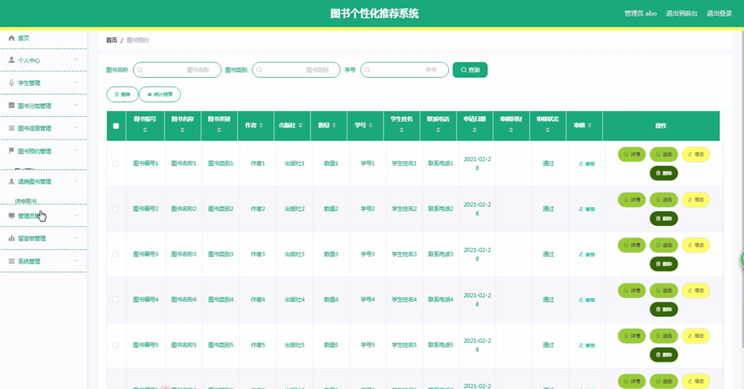 图书个性化推荐系统
管理员 abo 退出到前台 退出登录
首页
个人中心
学生管理
图书分类管理
图书信息管理
图书预约管理
退换图书管理
管理员管理
留言板管理
系统管理
首页 / 图书预约
图书名称 图书名称 图书类别 图书类别 学号 学号 查询
删除 统计报表
图书编号 图书名称 图书类别 作者 出版社 数量 学号 学生姓名 联系电话 申请日期 审核回复 审核状态 审核 操作
图书编号1 图书名称1 图书类别1 作者1 出版社1 数量1 学号1 学生姓名1 联系电话1 2021-02-28 通过 审核 详情 修改
删除
图书编号2 图书名称2 图书类别2 作者2 出版社2 数量2 学号2 学生姓名2 联系电话2 2021-02-28 通过 审核 详情 修改
删除
图书编号3 图书名称3 图书类别3 作者3 出版社3 数量3 学号3 学生姓名3 联系电话3 2021-02-28 通过 审核 详情 修改
删除
图书编号4 图书名称4 图书类别4 作者4 出版社4 数量4 学号4 学生姓名4 联系电话4 2021-02-28 通过 审核 详情 修改
删除
图书编号5 图书名称5 图书类别5 作者5 出版社5 数量5 学号5 学生姓名5 联系电话5 2021-02-28 通过 审核 详情 修改
删除
2021-02-2 详情 修改